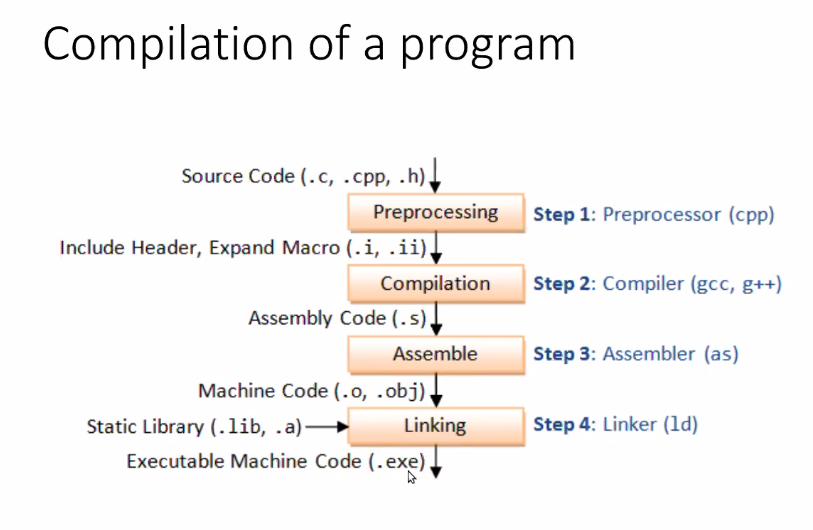 Compilation of a program
Source Code (.c, .cpp, .h)
Preprocessing
Step 1: Preprocessor (cpp)
Include Header, Expand Macro (.i, .ii)
Compilation
Step 2: Compiler (gcc, g++)
Assembly Code (.s)
Assemble
Step 3: Assembler (as)
Machine Code (.o, .obj)
Static Library (.lib, .a)
Linking
Step 4: Linker (ld)
Executable Machine Code (.exe)